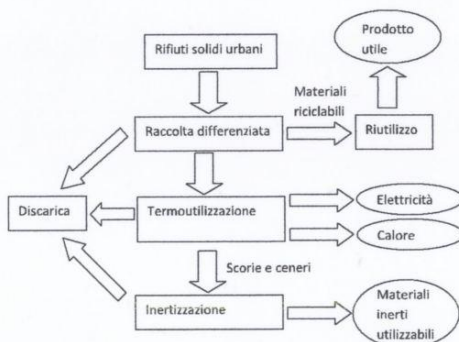 Prodotto
utile
Rifiuti solidi urbani
Materiali
riciclabili
Raccolta differenziata
Riutilizzo
Discarica
Termoutilizzazione
Elettricità
Calore
Scorie e ceneri
Inertizzazione
Materiali
inerti
utilizzabili